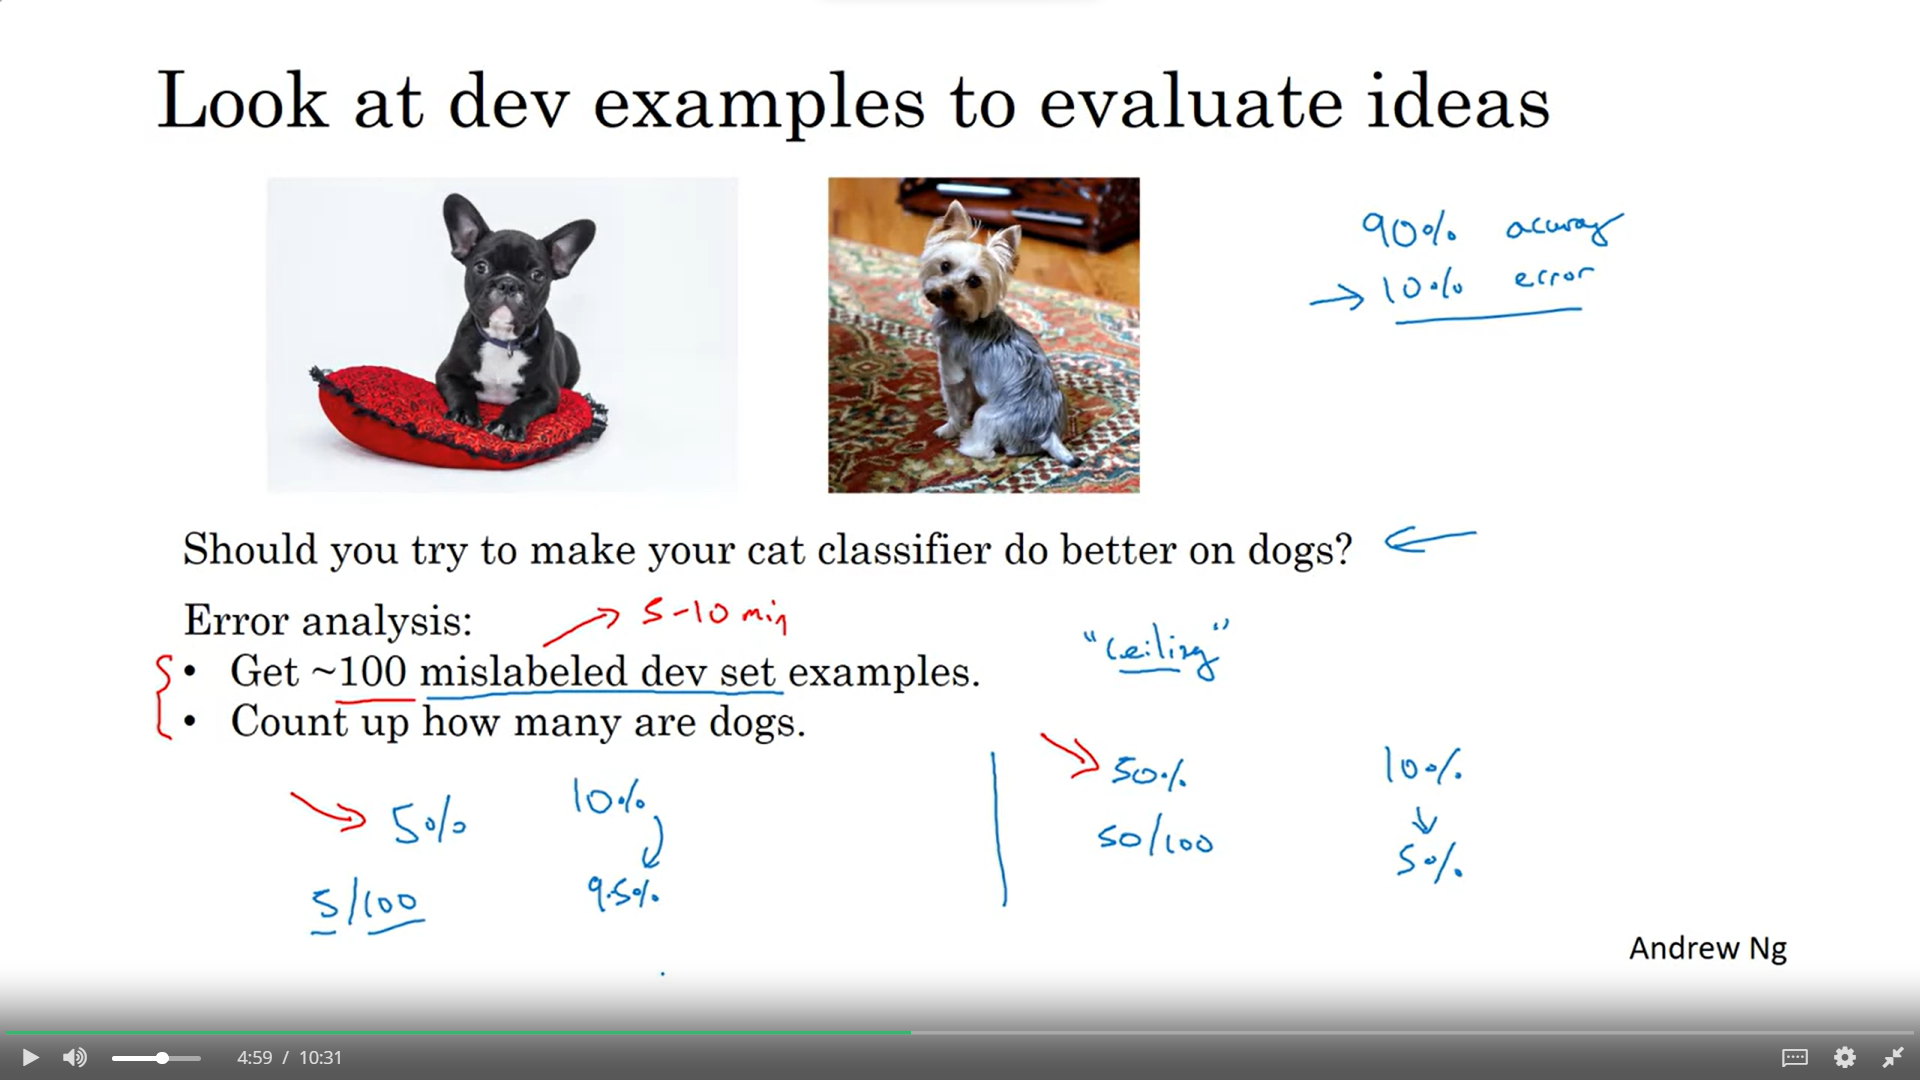 Look at dev examples to evaluate ideas
90% accuracy
→ 10% error
Should you try to make your cat classifier do better on dogs? ←
Error analysis:
→ 5-10 min
• Get ~100 mislabeled dev set examples.
"ceiling"
• Count up how many are dogs.
→ 5%
10%
5/100
9.5%
→ 50%
10%
50/100
↓
5%
Andrew Ng
4:59 / 10:31